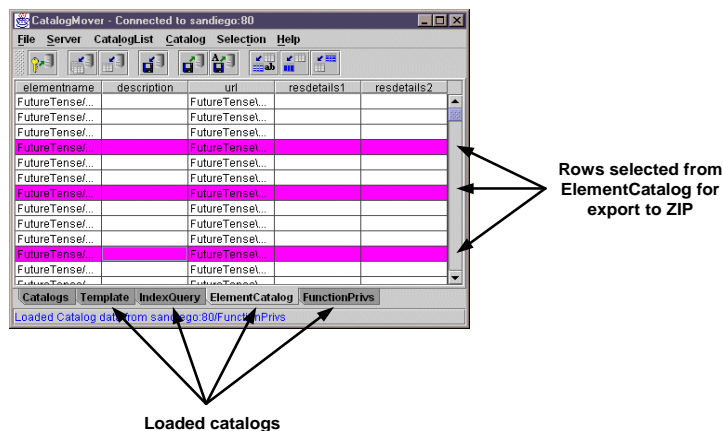 CatalogMover - Connected to sandiego:80
File Server CatalogList Catalog Selection Help
elementname description url resdetails1 resdetails2
FutureTense/... FutureTense\...
FutureTense/... FutureTense\...
FutureTense/... FutureTense\...
FutureTense/... FutureTense\...
FutureTense/... FutureTense\...
FutureTense/... FutureTense\...
FutureTense/... FutureTense\...
FutureTense/... FutureTense\...
FutureTense/... FutureTense\...
FutureTense/... FutureTense\...
FutureTense/... FutureTense\...
FutureTense/... FutureTense\...
FutureTense/... FutureTense\...
Catalogs Template IndexQuery ElementCatalog FunctionPrivs
Loaded Catalog data from sandiego:80/FunctionPrivs
Rows selected from
ElementCatalog for
export to ZIP
Loaded catalogs